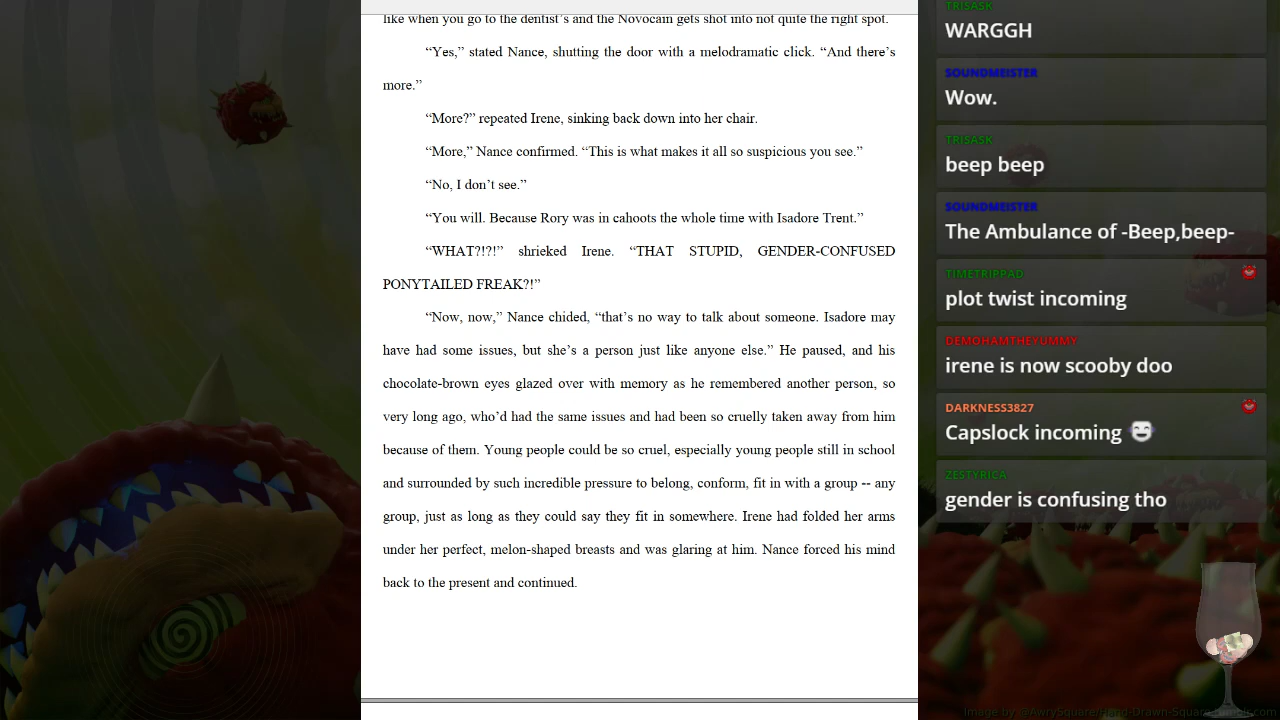 like when you go to the dentist's and the Novocain gets shot into not quite the right spot.
“Yes,” stated Nance, shutting the door with a melodramatic click. “And there's
more.”
“More?” repeated Irene, sinking back down into her chair.
“More,” Nance confirmed. “This is what makes it all so suspicious you see.”
“No, I don't see.”
“You will. Because Rory was in cahoots the whole time with Isadore Trent.”
“WHAT?!?!” shrieked Irene. “THAT STUPID, GENDER-CONFUSED
PONYTAILED FREAK?!”
“Now, now,” Nance chided, “that's no way to talk about someone. Isadore may
have had some issues, but she's a person just like anyone else.” He paused, and his
chocolate-brown eyes glazed over with memory as he remembered another person, so
very long ago, who'd had the same issues and had been so cruelly taken away from him
because of them. Young people could be so cruel, especially young people still in school
and surrounded by such incredible pressure to belong, conform, fit in with a group -- any
group, just as long as they could say they fit in somewhere. Irene had folded her arms
under her perfect, melon-shaped breasts and was glaring at him. Nance forced his mind
back to the present and continued.
TRISASK
WARGGH
SOUNDMEISTER
Wow.
TRISASK
beep beep
SOUNDMEISTER
The Ambulance of -Beep,beep-
TIMETRIPPAD
plot twist incoming
DEMOHAMTHEYUMMY
irene is now scooby doo
DARKNESS3827
Capslock incoming
ZESTYRICA
gender is confusing tho
Image by: